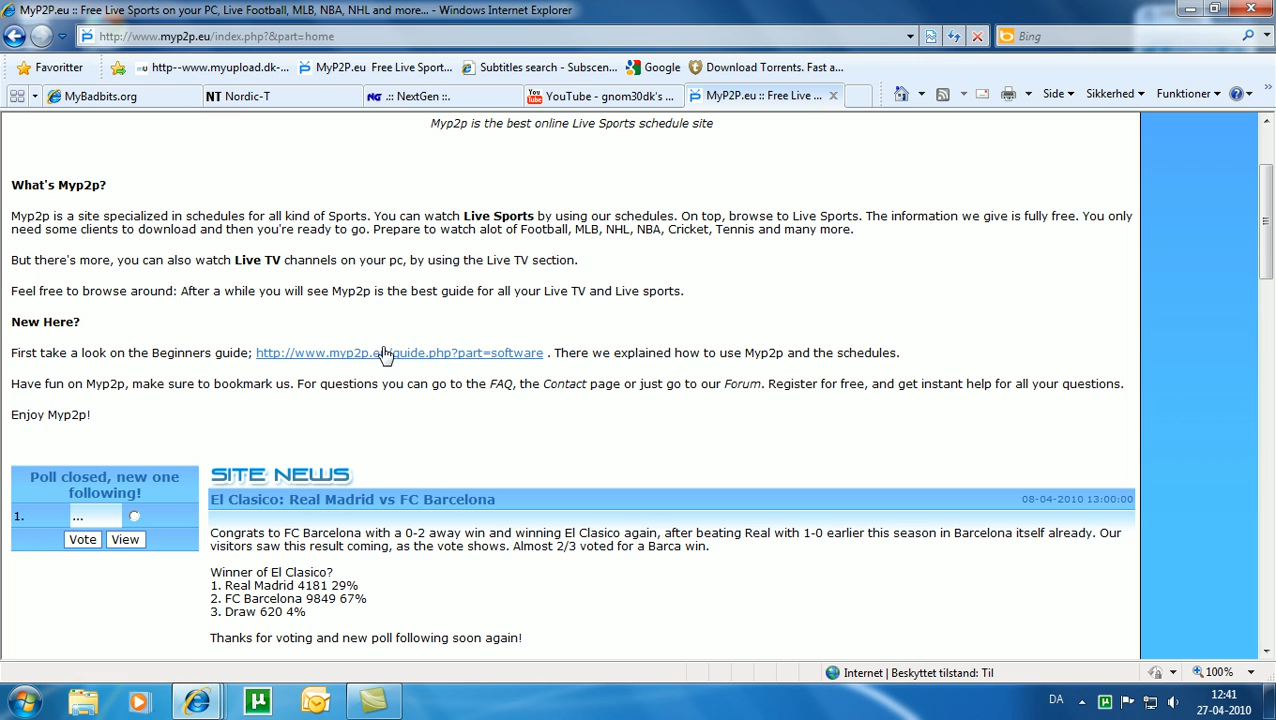 MyP2P.eu :: Free Live Sports on your PC, Live Football, MLB, NBA, NHL and more... - Windows Internet Explorer
http://www.myp2p.eu/index.php?&part=home
Bing
Favoritter
http--www.myupload.dk-...
MyP2P.eu Free Live Sport...
Subtitles search - Subscen...
Google
Download Torrents. Fast a...
MyBadbits.org
NT Nordic-T
NG .:: NextGen ::.
You Tube YouTube - gnom30dk's ...
MyP2P.eu :: Free Live ...
Side
Sikkerhed
Funktioner
Myp2p is the best online Live Sports schedule site
What's Myp2p?
Myp2p is a site specialized in schedules for all kind of Sports. You can watch Live Sports by using our schedules. On top, browse to Live Sports. The information we give is fully free. You only
need some clients to download and then you're ready to go. Prepare to watch alot of Football, MLB, NHL, NBA, Cricket, Tennis and many more.
But there's more, you can also watch Live TV channels on your pc, by using the Live TV section.
Feel free to browse around: After a while you will see Myp2p is the best guide for all your Live TV and Live sports.
New Here?
First take a look on the Beginners guide; http://www.myp2p.eu/guide.php?part=software . There we explained how to use Myp2p and the schedules.
Have fun on Myp2p, make sure to bookmark us. For questions you can go to the FAQ, the Contact page or just go to our Forum. Register for free, and get instant help for all your questions.
Enjoy Myp2p!
Poll closed, new one
following!
1. ...
Vote View
SITE NEWS
El Clasico: Real Madrid vs FC Barcelona 08-04-2010 13:00:00
Congrats to FC Barcelona with a 0-2 away win and winning El Clasico again, after beating Real with 1-0 earlier this season in Barcelona itself already. Our
visitors saw this result coming, as the vote shows. Almost 2/3 voted for a Barca win.
Winner of El Clasico?
1. Real Madrid 4181 29%
2. FC Barcelona 9849 67%
3. Draw 620 4%
Thanks for voting and new poll following soon again!
Internet | Beskyttet tilstand: Til
100%
DA
12:41
27-04-2010